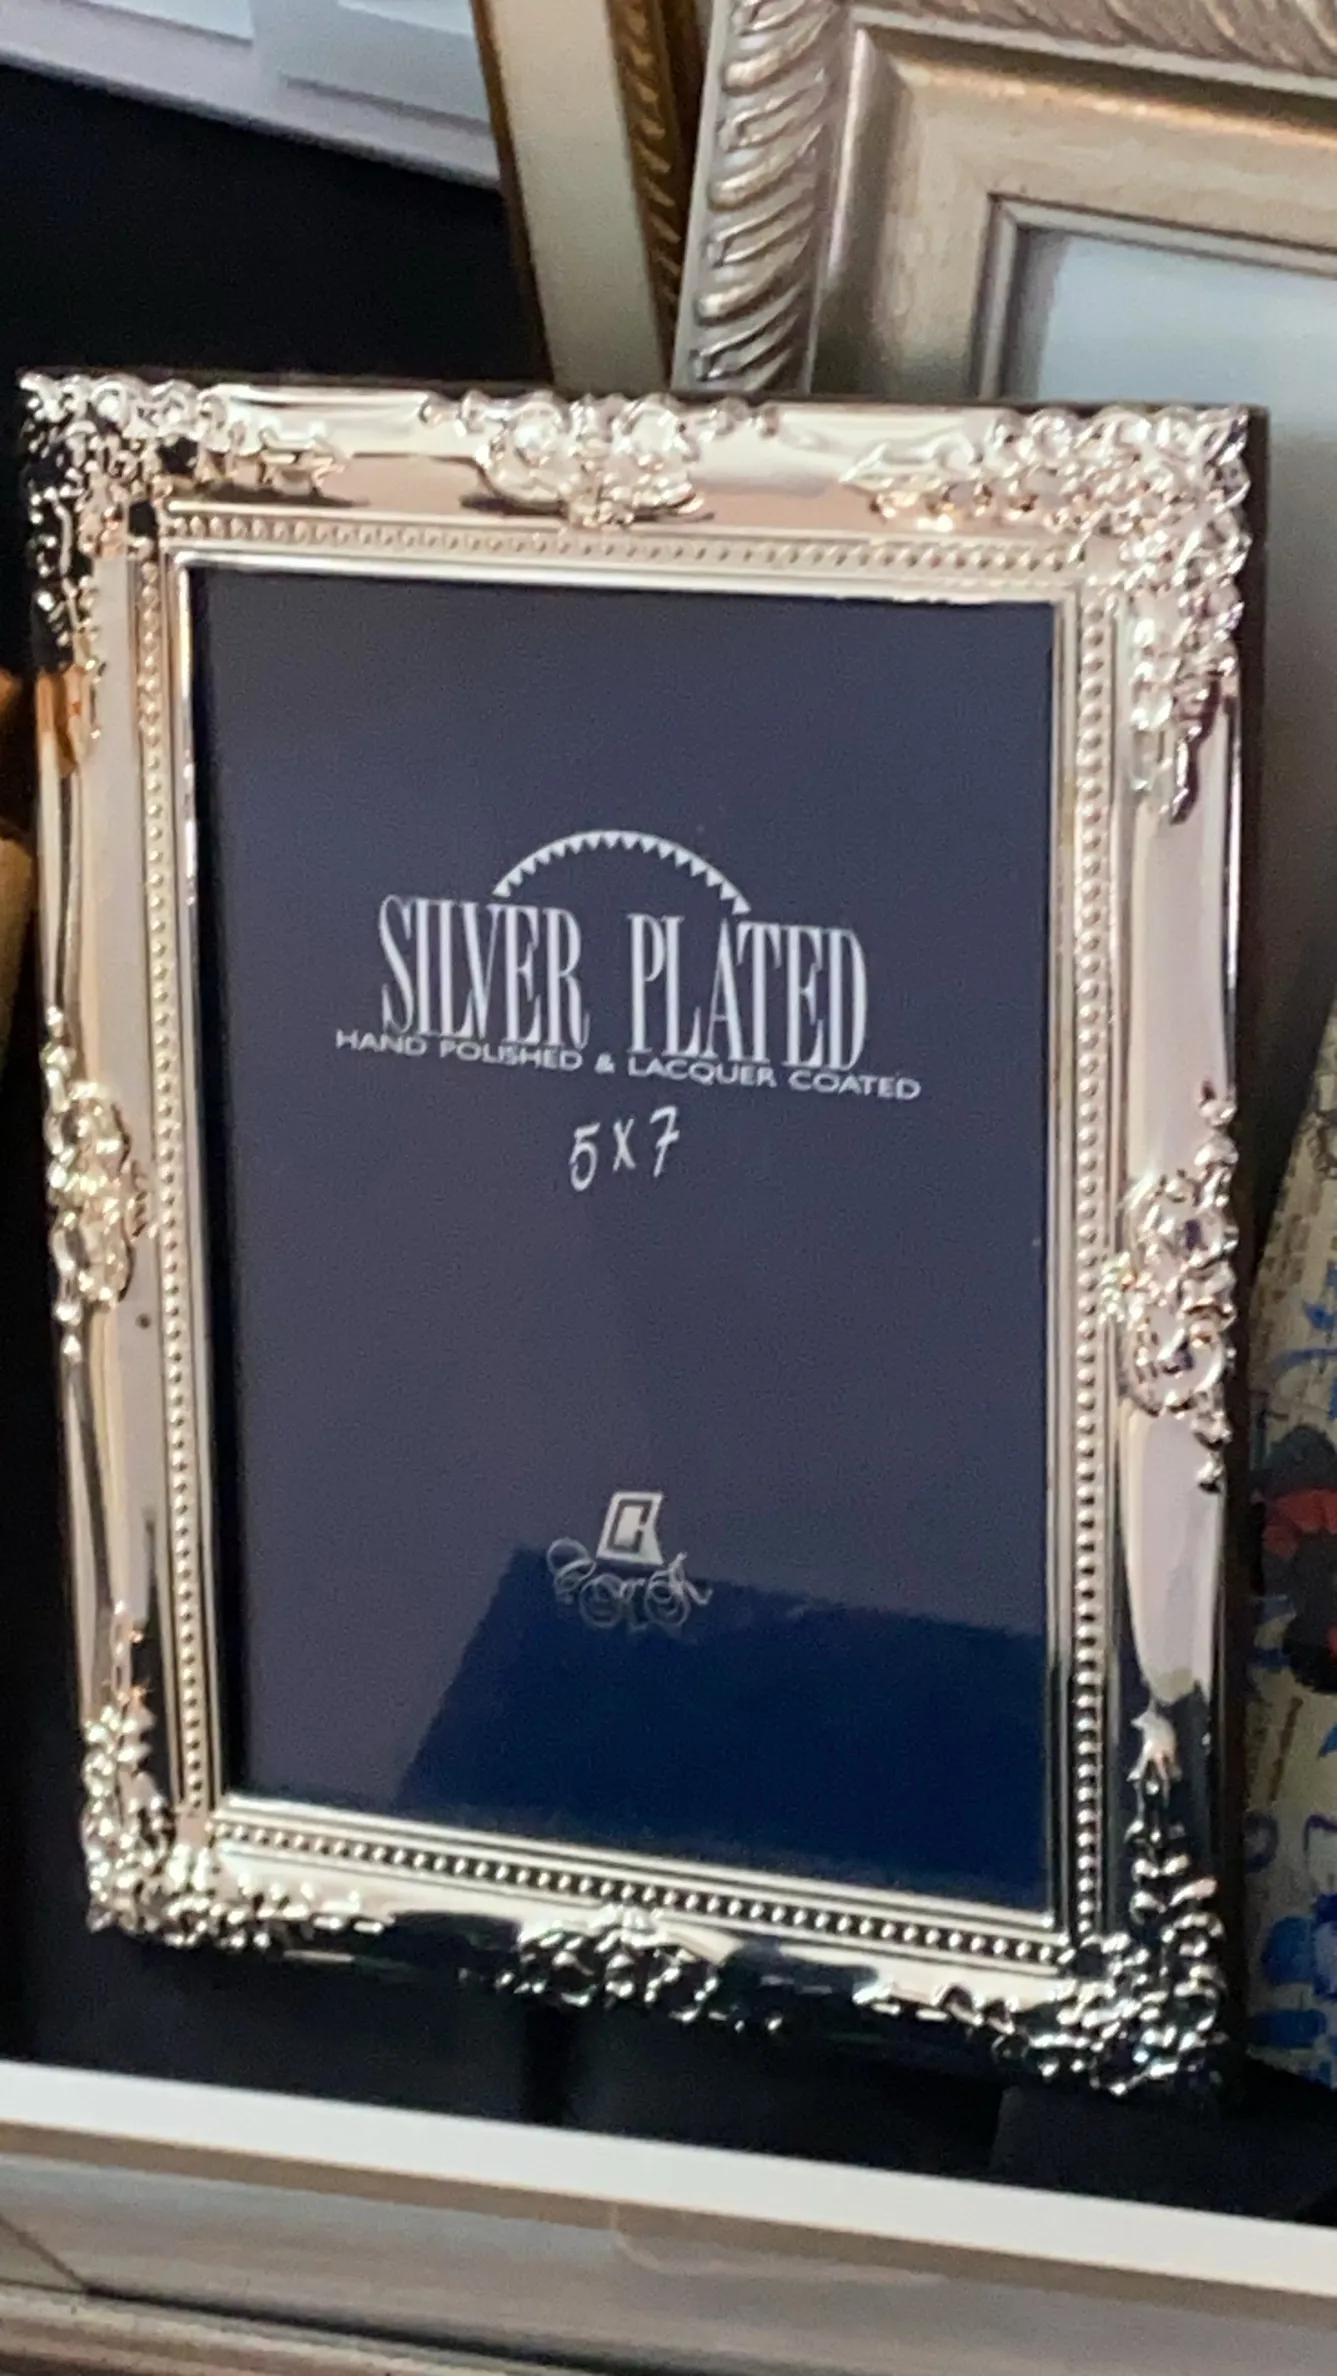 SILVER PLATED
HAND POLISHED & LACQUER COATED
5x7